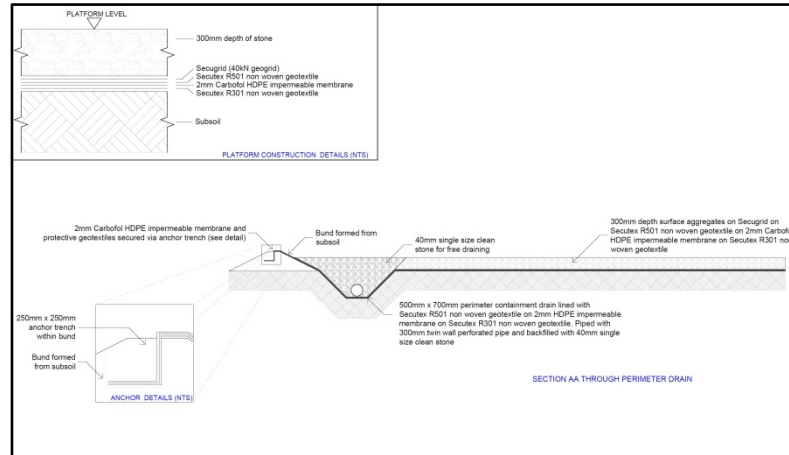 PLATFORM LEVEL
300mm depth of stone
Secugrid (40kN geogrid)
Secutex R501 non woven geotextile
2mm Carbofol HDPE impermeable membrane
Secutex R301 non woven geotextile
Subsoil
PLATFORM CONSTRUCTION DETAILS (NTS)
2mm Carbofol HDPE impermeable membrane and
protective geotextiles secured via anchor trench (see detail)
Bund formed from
subsoil
40mm single size clean
stone for free draining
300mm depth surface aggregates on Secugrid on
Secutex R501 non woven geotextile on 2mm Carbofol
HDPE impermeable membrane on Secutex R301 non
woven geotextile
250mm x 250mm
anchor trench
within bund
Bund formed
from subsoil
ANCHOR DETAILS (NTS)
500mm x 700mm perimeter containment drain lined with
Secutex R501 non woven geotextile on 2mm HDPE impermeable
membrane on Secutex R301 non woven geotextile. Piped with
300mm twin wall perforated pipe and backfilled with 40mm single
size clean stone
SECTION AA THROUGH PERIMETER DRAIN